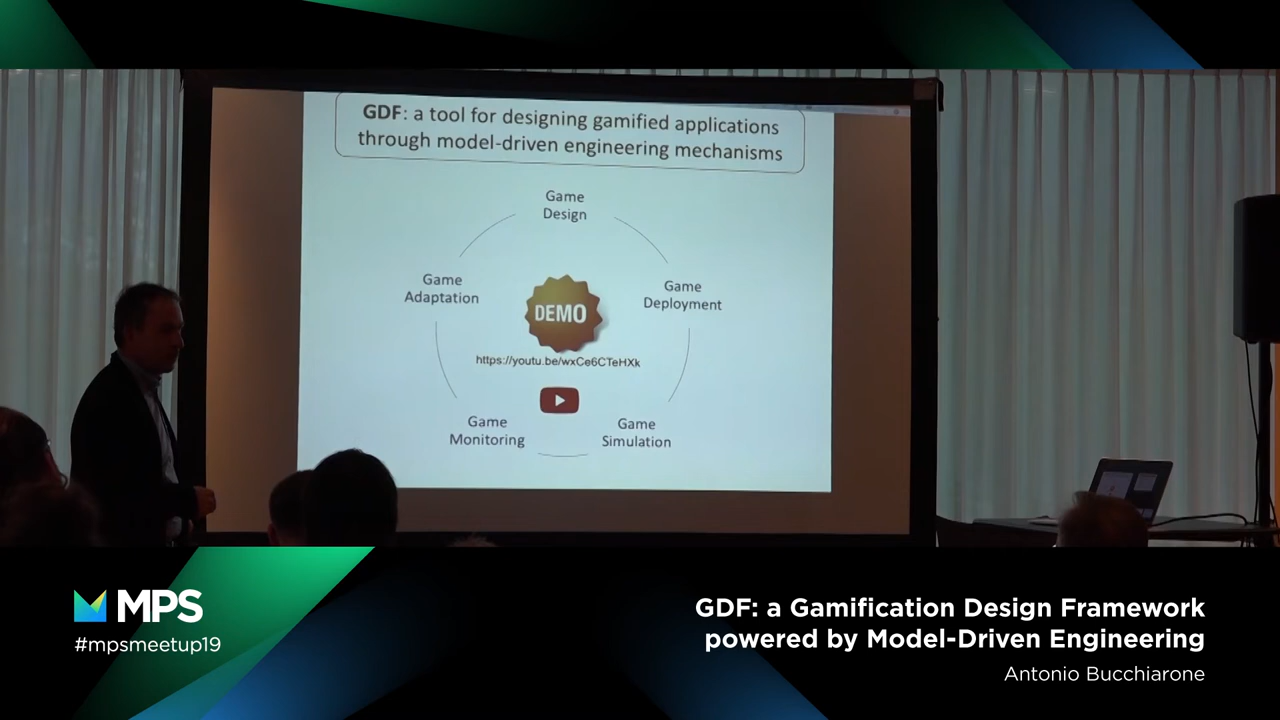 GDF: a tool for designing gamified applications
through model-driven engineering mechanisms
Game
Design
Game
Adaptation
DEMO
Game
Deployment
https://youtu.be/wxCe6CTeHXk
Game
Monitoring
Game
Simulation
MPS
#mpsmeetup19
GDF: a Gamification Design Framework
powered by Model-Driven Engineering
Antonio Bucchiarone